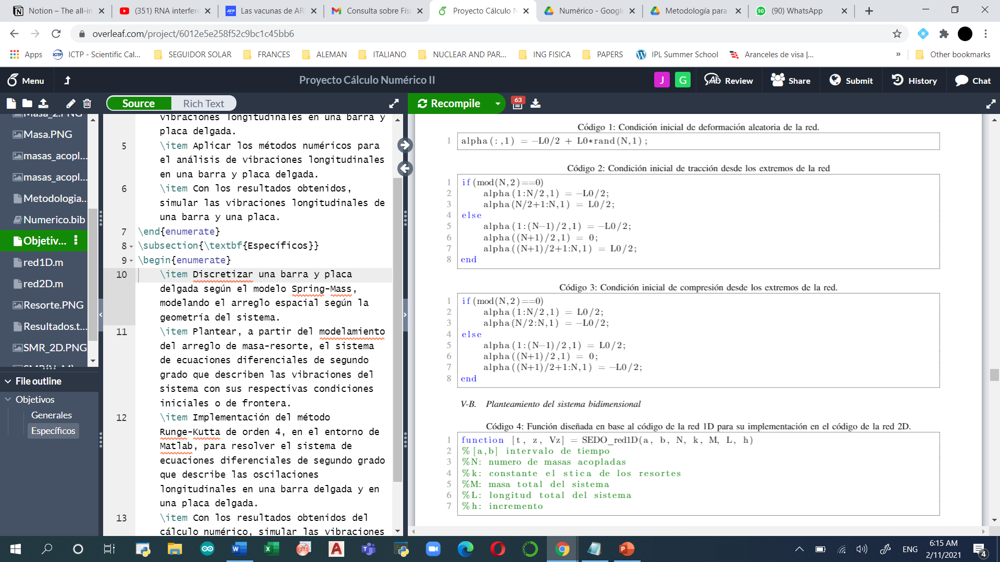 Notion – The all-in
(351) RNA interfere
Las vacunas de AR
Consulta sobre Fís
Proyecto Cálculo N
Numérico - Google
Metodología para
(90) WhatsApp
overleaf.com/project/6012e5e258f52c9bc1c45bb6
Apps
ICTP - Scientific Cal...
SEGUIDOR SOLAR
FRANCES
ALEMAN
ITALIANO
NUCLEAR AND PAR...
ING FISICA
PAPERS
IPL Summer School
Aranceles de visa |...
»
Other bookmarks
Menu
Proyecto Cálculo Numérico II
J
G
Review
Share
Submit
History
Chat
Source
Rich Text
Recompile
63
Masa_2.PNG
Masa.PNG
masas_acopl...
masas_acopl...
Metodologia...
Numerico.bib
Objetiv...
red1D.m
red2D.m
Resorte.PNG
Resultados.t...
SMR_2D.PNG
File outline
Objetivos
Generales
Específicos
vibraciones longitudinales en una barra y
placa delgada.
5 \item Aplicar los métodos numéricos para
el análisis de vibraciones longitudinales
en una barra y placa delgada.
6 \item Con los resultados obtenidos,
simular las vibraciones longitudinales de
una barra y una placa.
7 \end{enumerate}
8 \subsection{\textbf{Específicos}}
9 \begin{enumerate}
10 \item Discretizar una barra y placa
delgada según el modelo Spring-Mass,
modelando el arreglo espacial según la
geometría del sistema.
11 \item Plantear, a partir del modelamiento
del arreglo de masa-resorte, el sistema
de ecuaciones diferenciales de segundo
grado que describen las vibraciones del
sistema con sus respectivas condiciones
iniciales o de frontera.
12 \item Implementación del método
Runge-Kutta de orden 4, en el entorno de
Matlab, para resolver el sistema de
ecuaciones diferenciales de segundo grado
que describe las oscilaciones
longitudinales en una barra delgada y en
una placa delgada.
13 \item Con los resultados obtenidos del
cálculo numérico, simular las vibraciones
Código 1: Condición inicial de deformación aleatoria de la red.
1 alpha(:,1) = −L0/2 + L0*rand(N,1);
Código 2: Condición inicial de tracción desde los extremos de la red
1 if(mod(N,2)==0)
2 alpha(1:N/2,1) = −L0/2;
3 alpha(N/2+1:N,1) = L0/2;
4 else
5 alpha(1:(N−1)/2,1) = −L0/2;
6 alpha((N+1)/2,1) = 0;
7 alpha((N+1)/2+1:N,1) = L0/2;
8 end
Código 3: Condición inicial de compresión desde los extremos de la red.
1 if(mod(N,2)==0)
2 alpha(1:N/2,1) = L0/2;
3 alpha(N/2:N,1) = −L0/2;
4 else
5 alpha(1:(N−1)/2,1) = L0/2;
6 alpha((N+1)/2,1) = 0;
7 alpha((N+1)/2+1:N,1) = −L0/2;
8 end
V-B. Planteamiento del sistema bidimensional
Código 4: Función diseñada en base al código de la red 1D para su implementación en el código de la red 2D.
1 function [t, z, Vz] = SEDO_red1D(a, b, N, k, M, L, h)
2 %[a,b] intervalo de tiempo
3 %N: numero de masas acopladas
4 %k: constante el stica de los resortes
5 %M: masa total del sistema
6 %L: longitud total del sistema
7 %h: incremento
ENG
6:15 AM
2/11/2021
4